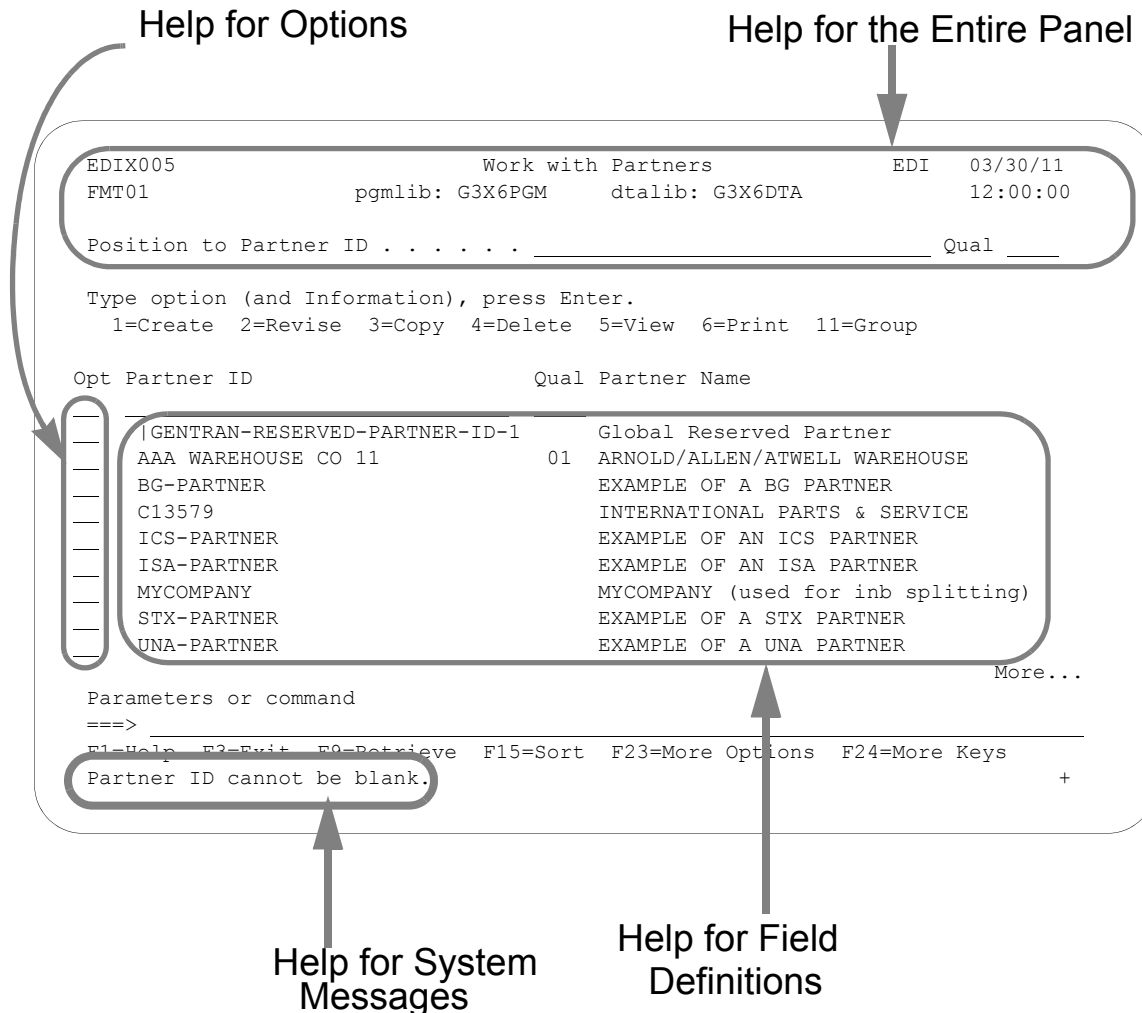 Help for Options
Help for the Entire Panel
EDIX005 Work with Partners EDI 03/30/11
FMT01 pgmlib: G3X6PGM dtalib: G3X6DTA 12:00:00
Position to Partner ID . . . . . . Qual
Type option (and Information), press Enter.
1=Create 2=Revise 3=Copy 4=Delete 5=View 6=Print 11=Group
Opt Partner ID Qual Partner Name
|GENTRAN-RESERVED-PARTNER-ID-1 Global Reserved Partner
AAA WAREHOUSE CO 11 01 ARNOLD/ALLEN/ATWELL WAREHOUSE
BG-PARTNER EXAMPLE OF A BG PARTNER
C13579 INTERNATIONAL PARTS & SERVICE
ICS-PARTNER EXAMPLE OF AN ICS PARTNER
ISA-PARTNER EXAMPLE OF AN ISA PARTNER
MYCOMPANY MYCOMPANY (used for inb splitting)
STX-PARTNER EXAMPLE OF A STX PARTNER
UNA-PARTNER EXAMPLE OF A UNA PARTNER
More...
Parameters or command
===>
F1=Help F3=Exit F9=Retrieve F15=Sort F23=More Options F24=More Keys
Partner ID cannot be blank. +
Help for System
Messages
Help for Field
Definitions